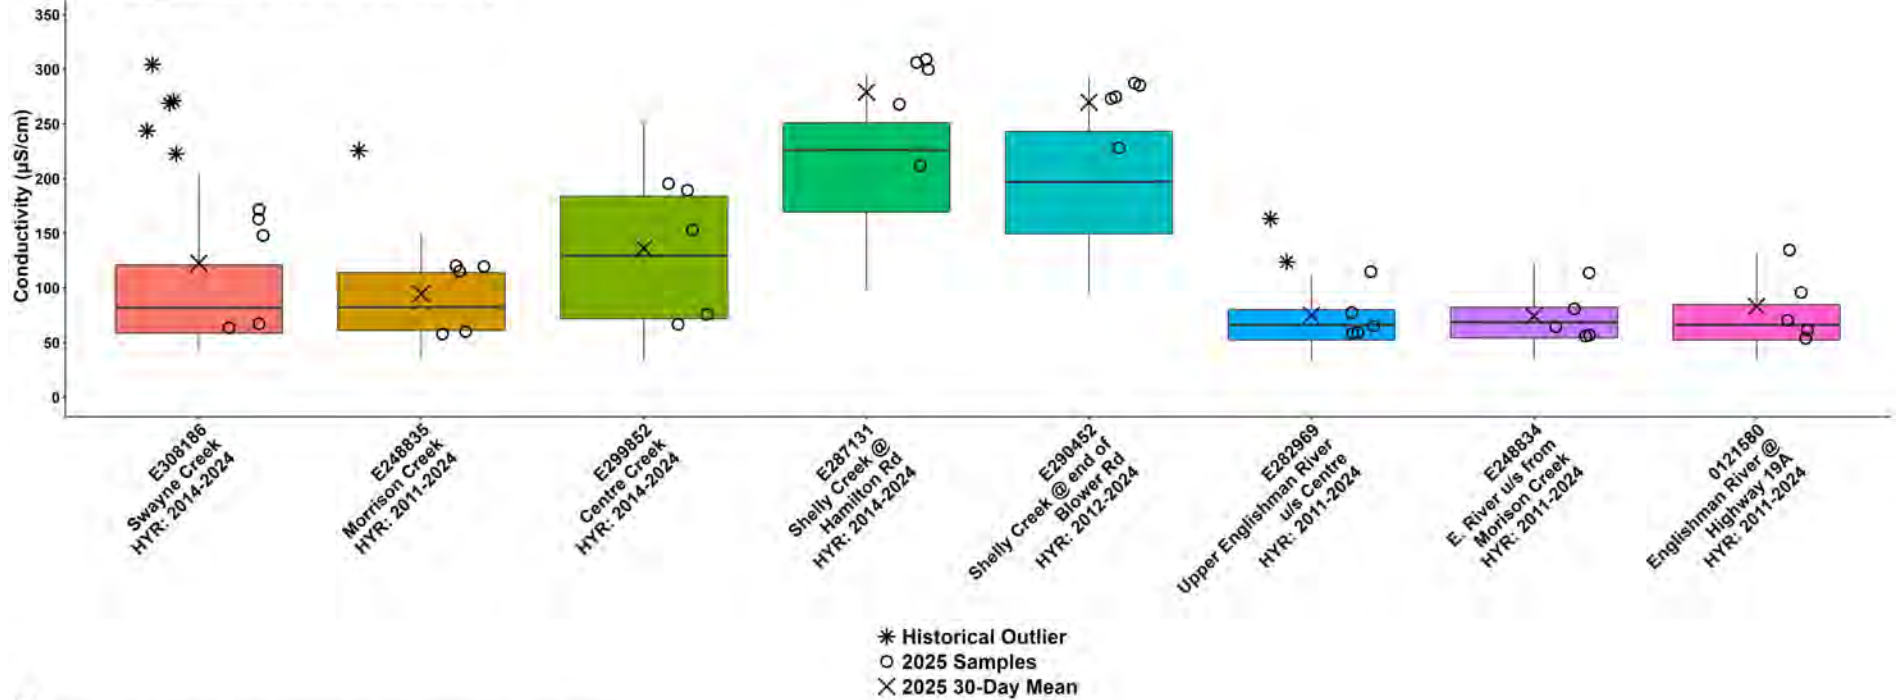 350
300
250
200
150
100
50
0
Conductivity (µS/cm)
E308186
Swayne Creek
HYR: 2014-2024
E248835
Morrison Creek
HYR: 2011-2024
E299852
Centre Creek
HYR: 2014-2024
E287131
Shelly Creek @
Hamilton Rd
HYR: 2014-2024
E290452
Shelly Creek @ end of
Blower Rd
HYR: 2012-2024
E282969
Upper Englishman River
u/s Centre
HYR: 2011-2024
E248834
E. River u/s from
Morison Creek
HYR: 2011-2024
0121580
Englishman River @
Highway 19A
HYR: 2011-2024
Historical Outlier
2025 Samples
2025 30-Day Mean